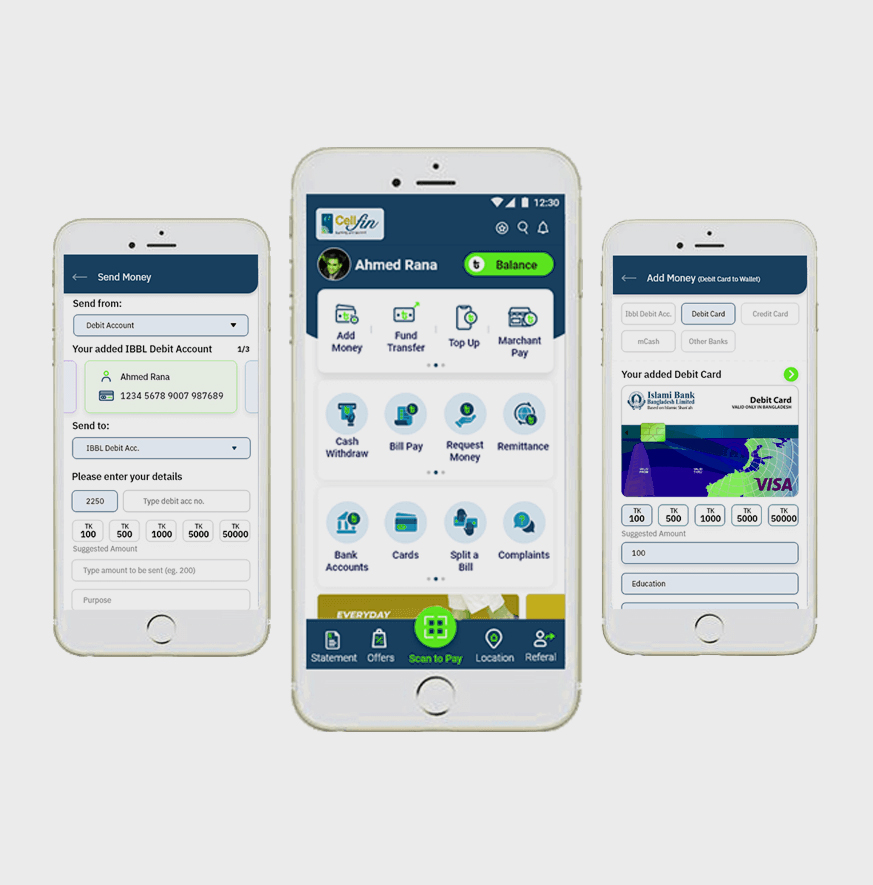 Send Money
Send from:
Debit Account
Your added IBBL Debit Account 1/3
Ahmed Rana
1234 5678 9007 987689
Send to:
IBBL Debit Acc.
Please enter your details
2250 Type debit acc no.
TK 100
TK 500
TK 1000
TK 5000
TK 50000
Suggested Amount
Type amount to be sent (eg. 200)
Purpose
12:30
Cellfin
Ahmed Rana
Balance
Add
Money
Fund
Transfer
Top Up
Marchant
Pay
Cash
Withdraw
Bill Pay
Request
Money
Remittance
Bank
Accounts
Cards
Split a
Bill
Complaints
EVERYDAY
Statement
Offers
Scan to Pay
Location
Referal
Add Money (Debit Card to Wallet)
Ibbl Debit Acc.
Debit Card
Credit Card
mCash
Other Banks
Your added Debit Card
Islami Bank
Bangladesh Limited
Based on Islamic Shari'ah
Debit Card
VALID ONLY IN BANGLADESH
VISA
TK 100
TK 500
TK 1000
TK 5000
TK 50000
Suggested Amount
100
Education